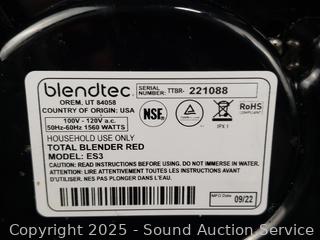 blendtec
OREM, UT 84058
COUNTRY OF ORIGIN: USA
SERIAL NUMBER: TTBR- 221088
100V - 120V a.c.
50Hz-60Hz 1560 WATTS
NSF
IPX1
RoHS
COMPLIANT
HOUSEHOLD USE ONLY
TOTAL BLENDER RED
MODEL: ES3
CAUTION: READ INSTRUCTIONS BEFORE USING. DO NOT IMMERSE.
ATTENTION: LIRE ATTENTIVEMENT TOUTES LES INSTRUCTIONS D'AVANT
D'UTILISER. NES PAS PLONGER DANS L'EAU.
MFG Date 09/22
Copyright 2025 - Sound Auction Service